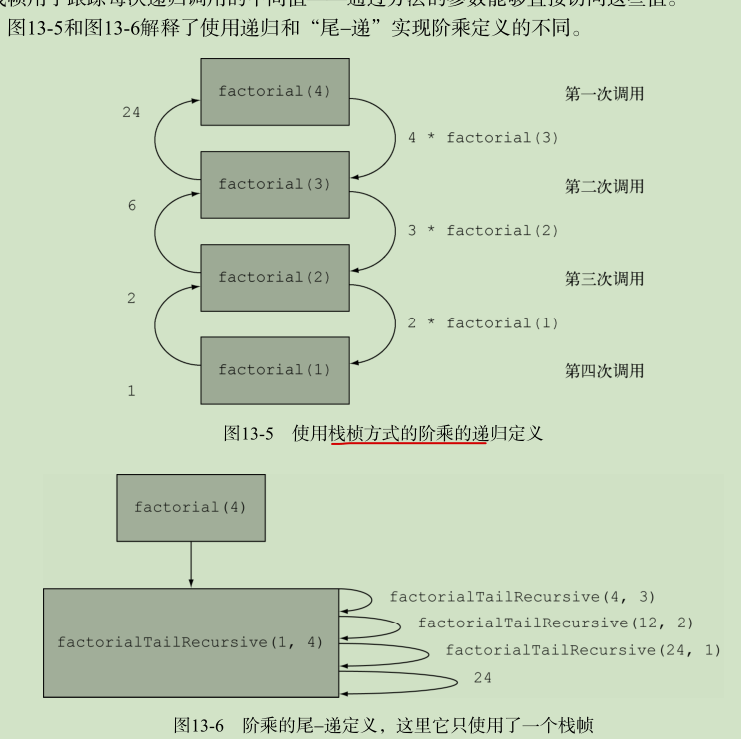 栈帧用于跟踪每次递归调用的不同值——通过方法的参数能够直接访问这些值。
图13-5和图13-6解释了使用递归和“尾–递”实现阶乘定义的不同。
factorial(4)
第一次调用
24
4 * factorial(3)
factorial(3)
第二次调用
6
3 * factorial(2)
factorial(2)
第三次调用
2
2 * factorial(1)
factorial(1)
第四次调用
1
图13-5 使用栈桢方式的阶乘的递归定义
factorial(4)
factorialTailRecursive(4, 3)
factorialTailRecursive(12, 2)
factorialTailRecursive(1, 4)
factorialTailRecursive(24, 1)
24
图13-6 阶乘的尾–递定义，这里它只使用了一个栈帧